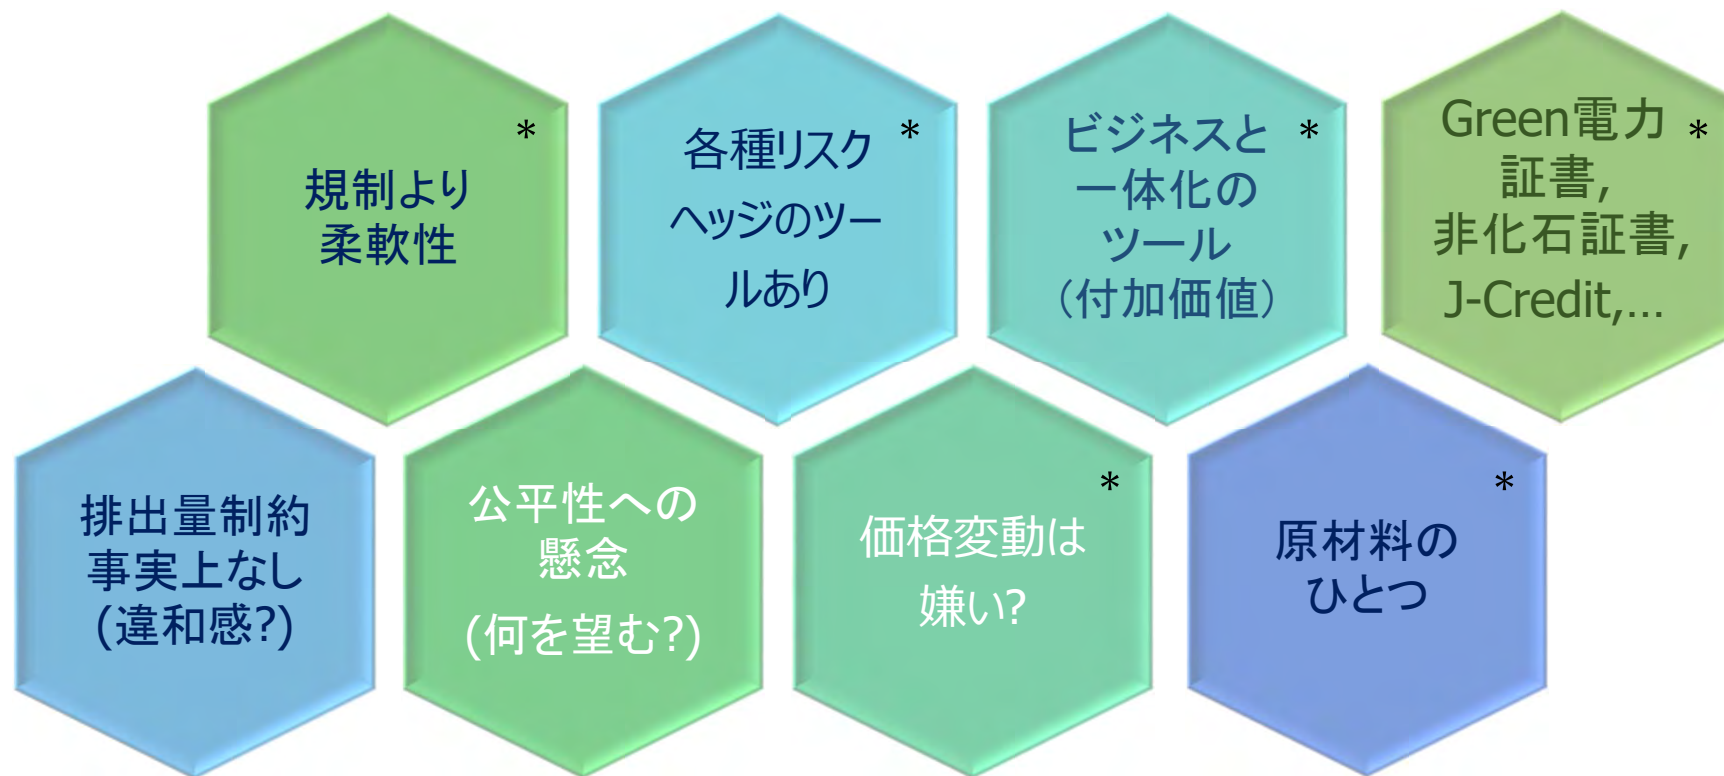 規制より
柔軟性
*
各種リスク
ヘッジのツー
ルあり
*
ビジネスと
一体化の
ツール
（付加価値）
*
Green電力
証書,
非化石証書,
J-Credit,…
*
排出量制約
事実上なし
(違和感?)
公平性への
懸念
(何を望む?)
価格変動は
嫌い?
*
原材料の
ひとつ
*